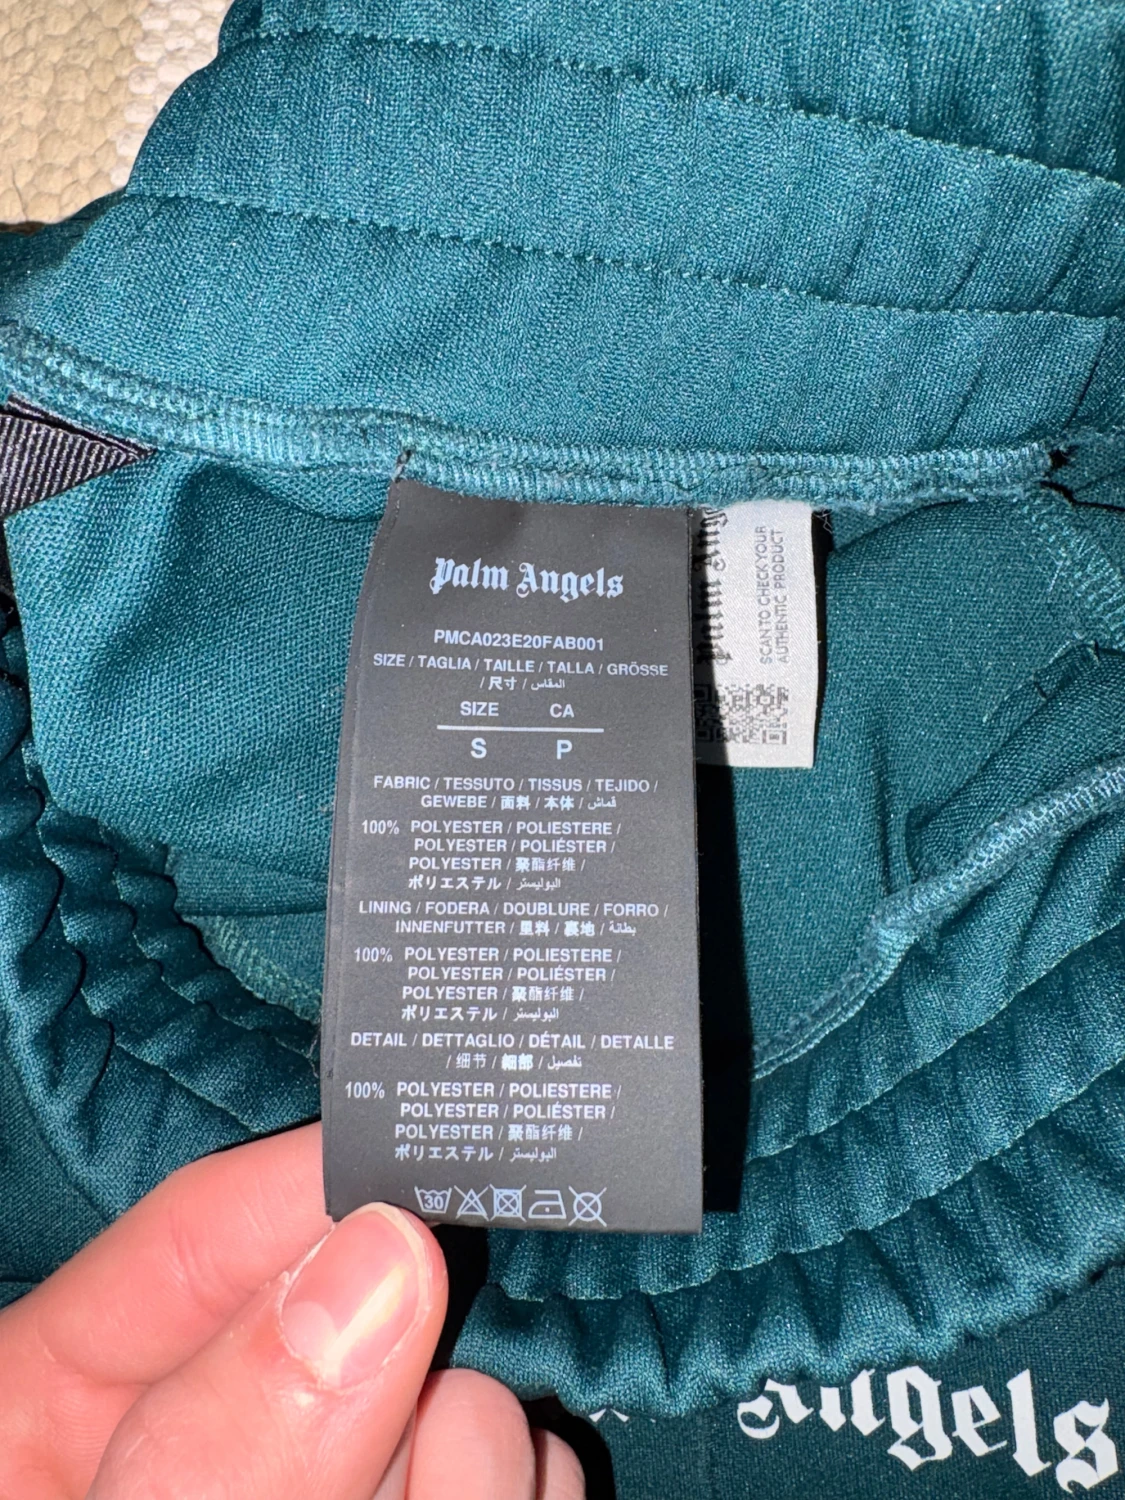 Palm Angels
PMCA023E20FAB001
SIZE / TAGLIA / TAILLE / TALLA / GRÖSSE
/ 尺寸 / المقاس
SIZE CA
S P
FABRIC / TESSUTO / TISSUS / TEJIDO /
GEWEBE / 面料 / 本体 / قماش
100% POLYESTER / POLIESTERE /
POLYESTER / POLIÉSTER /
POLYESTER / 聚酯纤维 /
ポリエステル / البوليستر
LINING / FODERA / DOUBLURE / FORRO /
INNENFUTTER / 里料 / 裏地 / بطانة
100% POLYESTER / POLIESTERE /
POLYESTER / POLIÉSTER /
POLYESTER / 聚酯纤维 /
ポリエステル / البوليستر
DETAIL / DETTAGLIO / DÉTAIL / DETALLE
/ 细节 / 細部 / تفصيل
100% POLYESTER / POLIESTERE /
POLYESTER / POLIÉSTER /
POLYESTER / 聚酯纤维 /
ポリエステル / البوليستر
30
Palm Ang
SCAN TO CHECK YOUR
AUTHENTIC PRODUCT
Angels